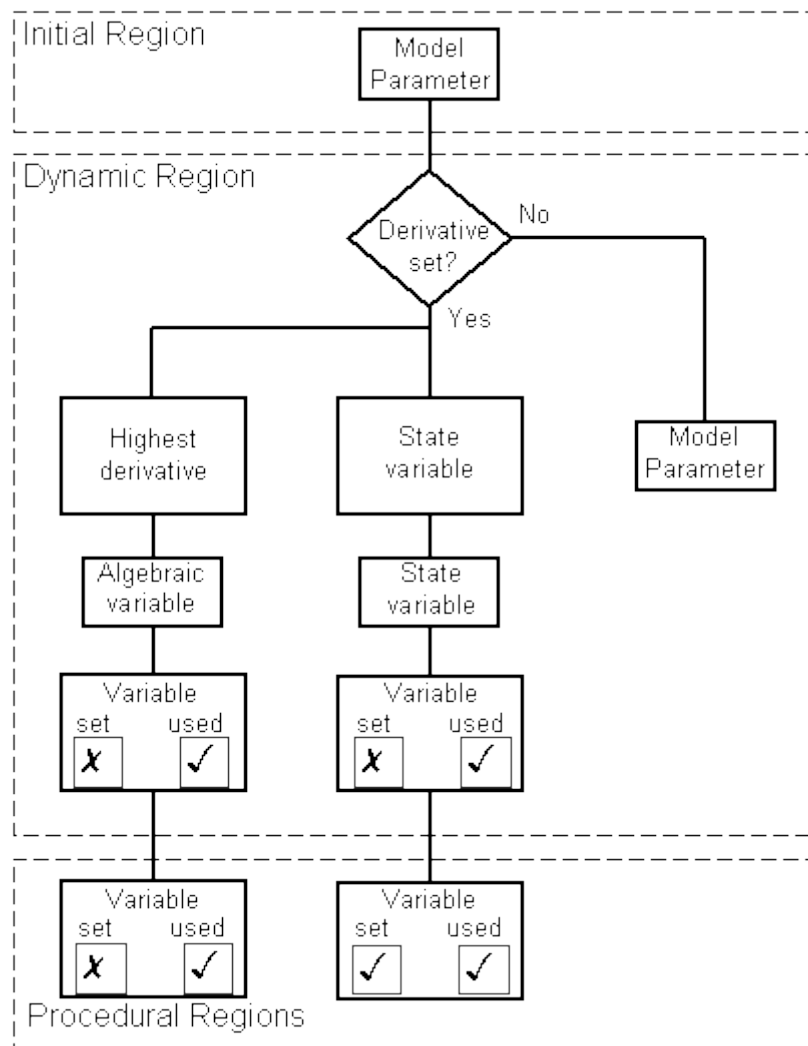 Initial Region
Model
Parameter
Dynamic Region
Derivative
set?
No
Yes
Highest
derivative
State
variable
Model
Parameter
Algebraic
variable
State
variable
Variable
set used
Variable
set used
Variable
set used
Variable
set used
Procedural Regions